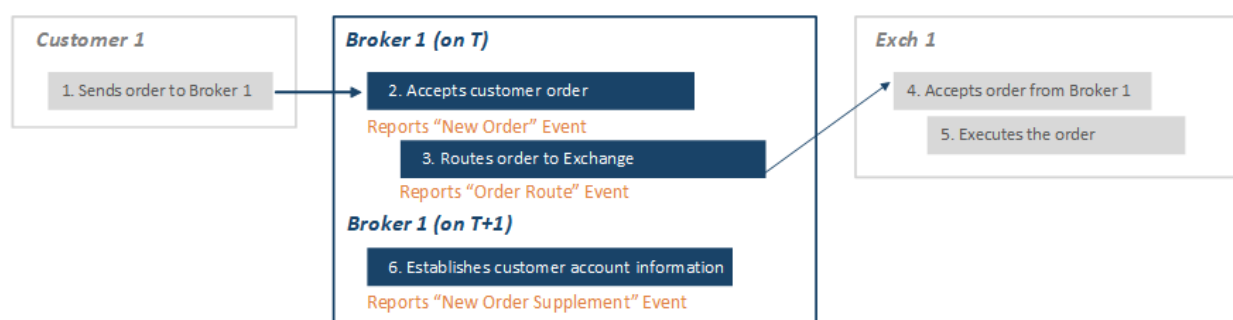 Customer 1
1. Sends order to Broker 1
Broker 1 (on T)
2. Accepts customer order
Reports “New Order” Event
3. Routes order to Exchange
Reports “Order Route” Event
Broker 1 (on T+1)
6. Establishes customer account information
Reports “New Order Supplement” Event
Exch 1
4. Accepts order from Broker 1
5. Executes the order